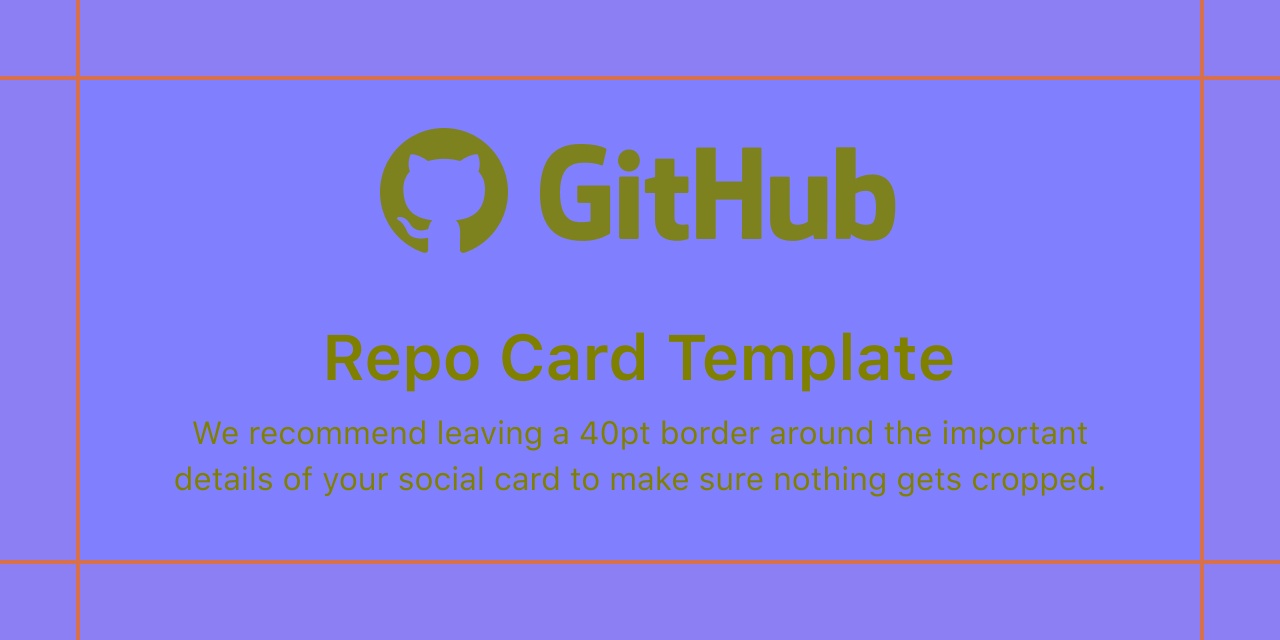 GitHub
Repo Card Template
We recommend leaving a 40pt border around the important
details of your social card to make sure nothing gets cropped.